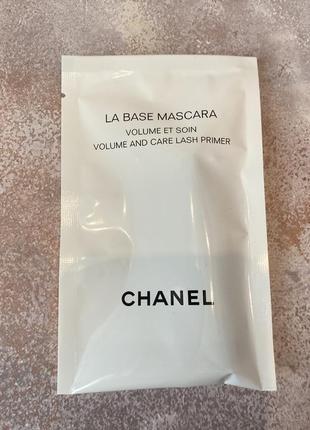 LA BASE MASCARA
VOLUME ET SOIN
VOLUME AND CARE LASH PRIMER
CHANEL